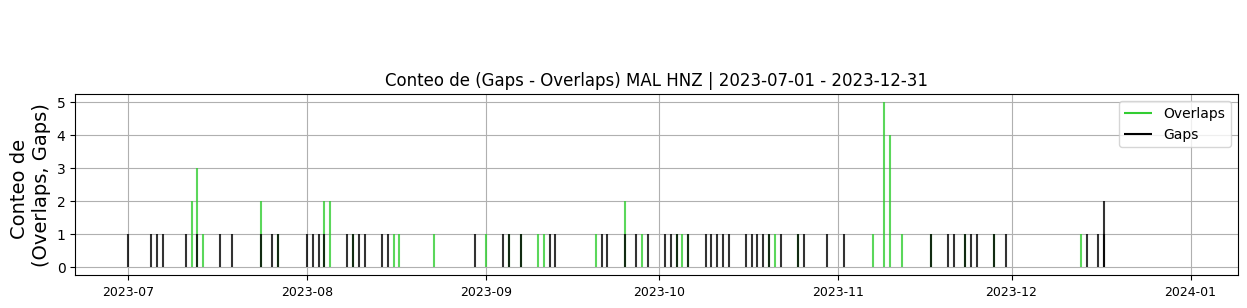 Conteo de (Gaps - Overlaps) MAL HNZ | 2023-07-01 - 2023-12-31
Conteo de
(Overlaps, Gaps)
5
4
3
2
1
0
Overlaps
Gaps
2023-07
2023-08
2023-09
2023-10
2023-11
2023-12
2024-01